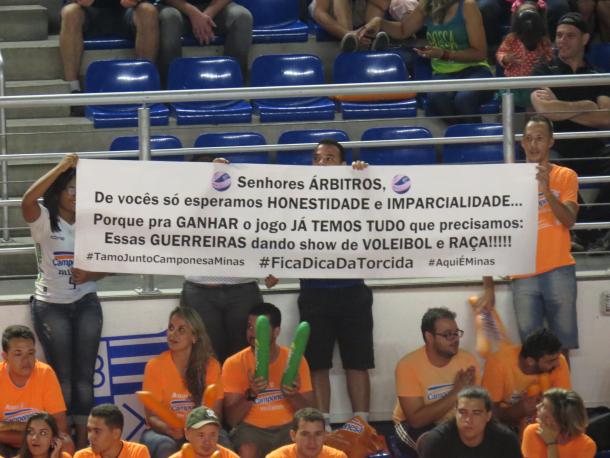 Senhores ÁRBITROS,
De vocês só esperamos HONESTIDADE e IMPARCIALIDADE...
Porque pra GANHAR o jogo JÁ TEMOS TUDO que precisamos:
Essas GUERREIRAS dando show de VOLEIBOL e RAÇA!!!!!
#TamoJuntoCamponesaMinas #FicaDicaDaTorcida #AquiÉMinas